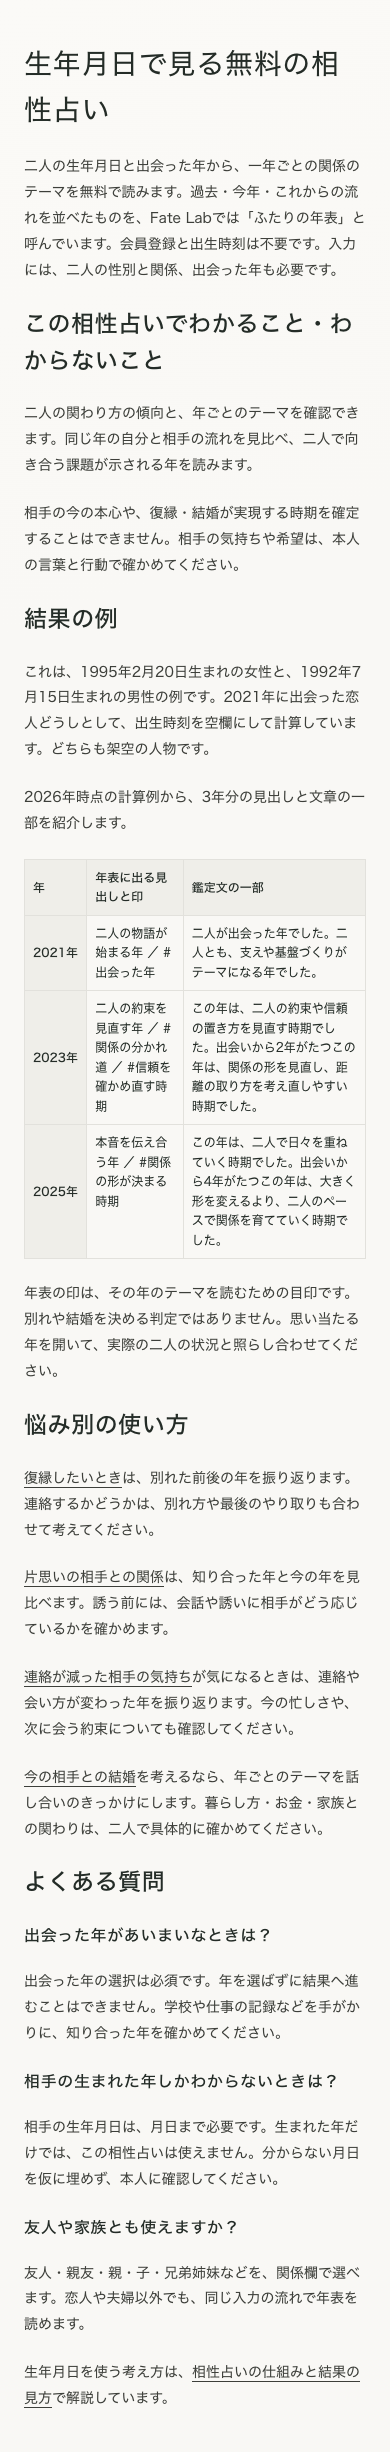 生年月日で見る無料の相
性占い
二人の生年月日と出会った年から、一年ごとの関係の
テーマを無料で読みます。過去・今年・これからの流
れを並べたものを、Fate Labでは「ふたりの年表」と
呼んでいます。会員登録と出生時刻は不要です。入力
には、二人の性別と関係、出会った年も必要です。
この相性占いでわかること・わ
からないこと
二人の関わり方の傾向と、年ごとのテーマを確認でき
ます。同じ年の自分と相手の流れを見比べ、二人で向
き合う課題が示される年を読みます。
相手の今の本心や、復縁・結婚が実現する時期を確定
することはできません。相手の気持ちや希望は、本人
の言葉と行動で確かめてください。
結果の例
これは、1995年2月20日生まれの女性と、1992年7
月15日生まれの男性の例です。2021年に出会った恋
人どうしとして、出生時刻を空欄にして計算していま
す。どちらも架空の人物です。
2026年時点の計算例から、3年分の見出しと文章の一
部を紹介します。
年
年表に出る見
出しと印
鑑定文の一部
2021年
二人の物語が
始まる年 ／ #
出会った年
二人が出会った年でした。二
人とも、支えや基盤づくりが
テーマになる年でした。
2023年
二人の約束を
見直す年 ／ #
関係の分かれ
道 ／ #信頼を
確かめ直す時
期
この年は、二人の約束や信頼
の置き方を見直す時期でし
た。出会いから2年がたつこの
年は、関係の形を見直し、距
離の取り方を考え直しやすい
時期でした。
2025年
本音を伝え合
う年 ／ #関係
の形が決まる
時期
この年は、二人で日々を重ね
ていく時期でした。出会いか
ら4年がたつこの年は、大きく
形を変えるより、二人のペー
スで関係を育てていく時期で
した。
年表の印は、その年のテーマを読むための目印です。
別れや結婚を決める判定ではありません。思い当たる
年を開いて、実際の二人の状況と照らし合わせてくだ
さい。
悩み別の使い方
復縁したいときは、別れた前後の年を振り返ります。
連絡するかどうかは、別れ方や最後のやり取りも合わ
せて考えてください。
片思いの相手との関係は、知り合った年と今の年を見
比べます。誘う前には、会話や誘いに相手がどう応じ
ているかを確かめます。
連絡が減った相手の気持ちが気になるときは、連絡や
会い方が変わった年を振り返ります。今の忙しさや、
次に会う約束についても確認してください。
今の相手との結婚を考えるなら、年ごとのテーマを話
し合いのきっかけにします。暮らし方・お金・家族と
の関わりは、二人で具体的に確かめてください。
よくある質問
出会った年があいまいなときは？
出会った年の選択は必須です。年を選ばずに結果へ進
むことはできません。学校や仕事の記録などを手がか
りに、知り合った年を確かめてください。
相手の生まれた年しかわからないときは？
相手の生年月日は、月日まで必要です。生まれた年だ
けでは、この相性占いは使えません。分からない月日
を仮に埋めず、本人に確認してください。
友人や家族とも使えますか？
友人・親友・親・子・兄弟姉妹などを、関係欄で選べ
ます。恋人や夫婦以外でも、同じ入力の流れで年表を
読めます。
生年月日を使う考え方は、相性占いの仕組みと結果の
見方で解説しています。